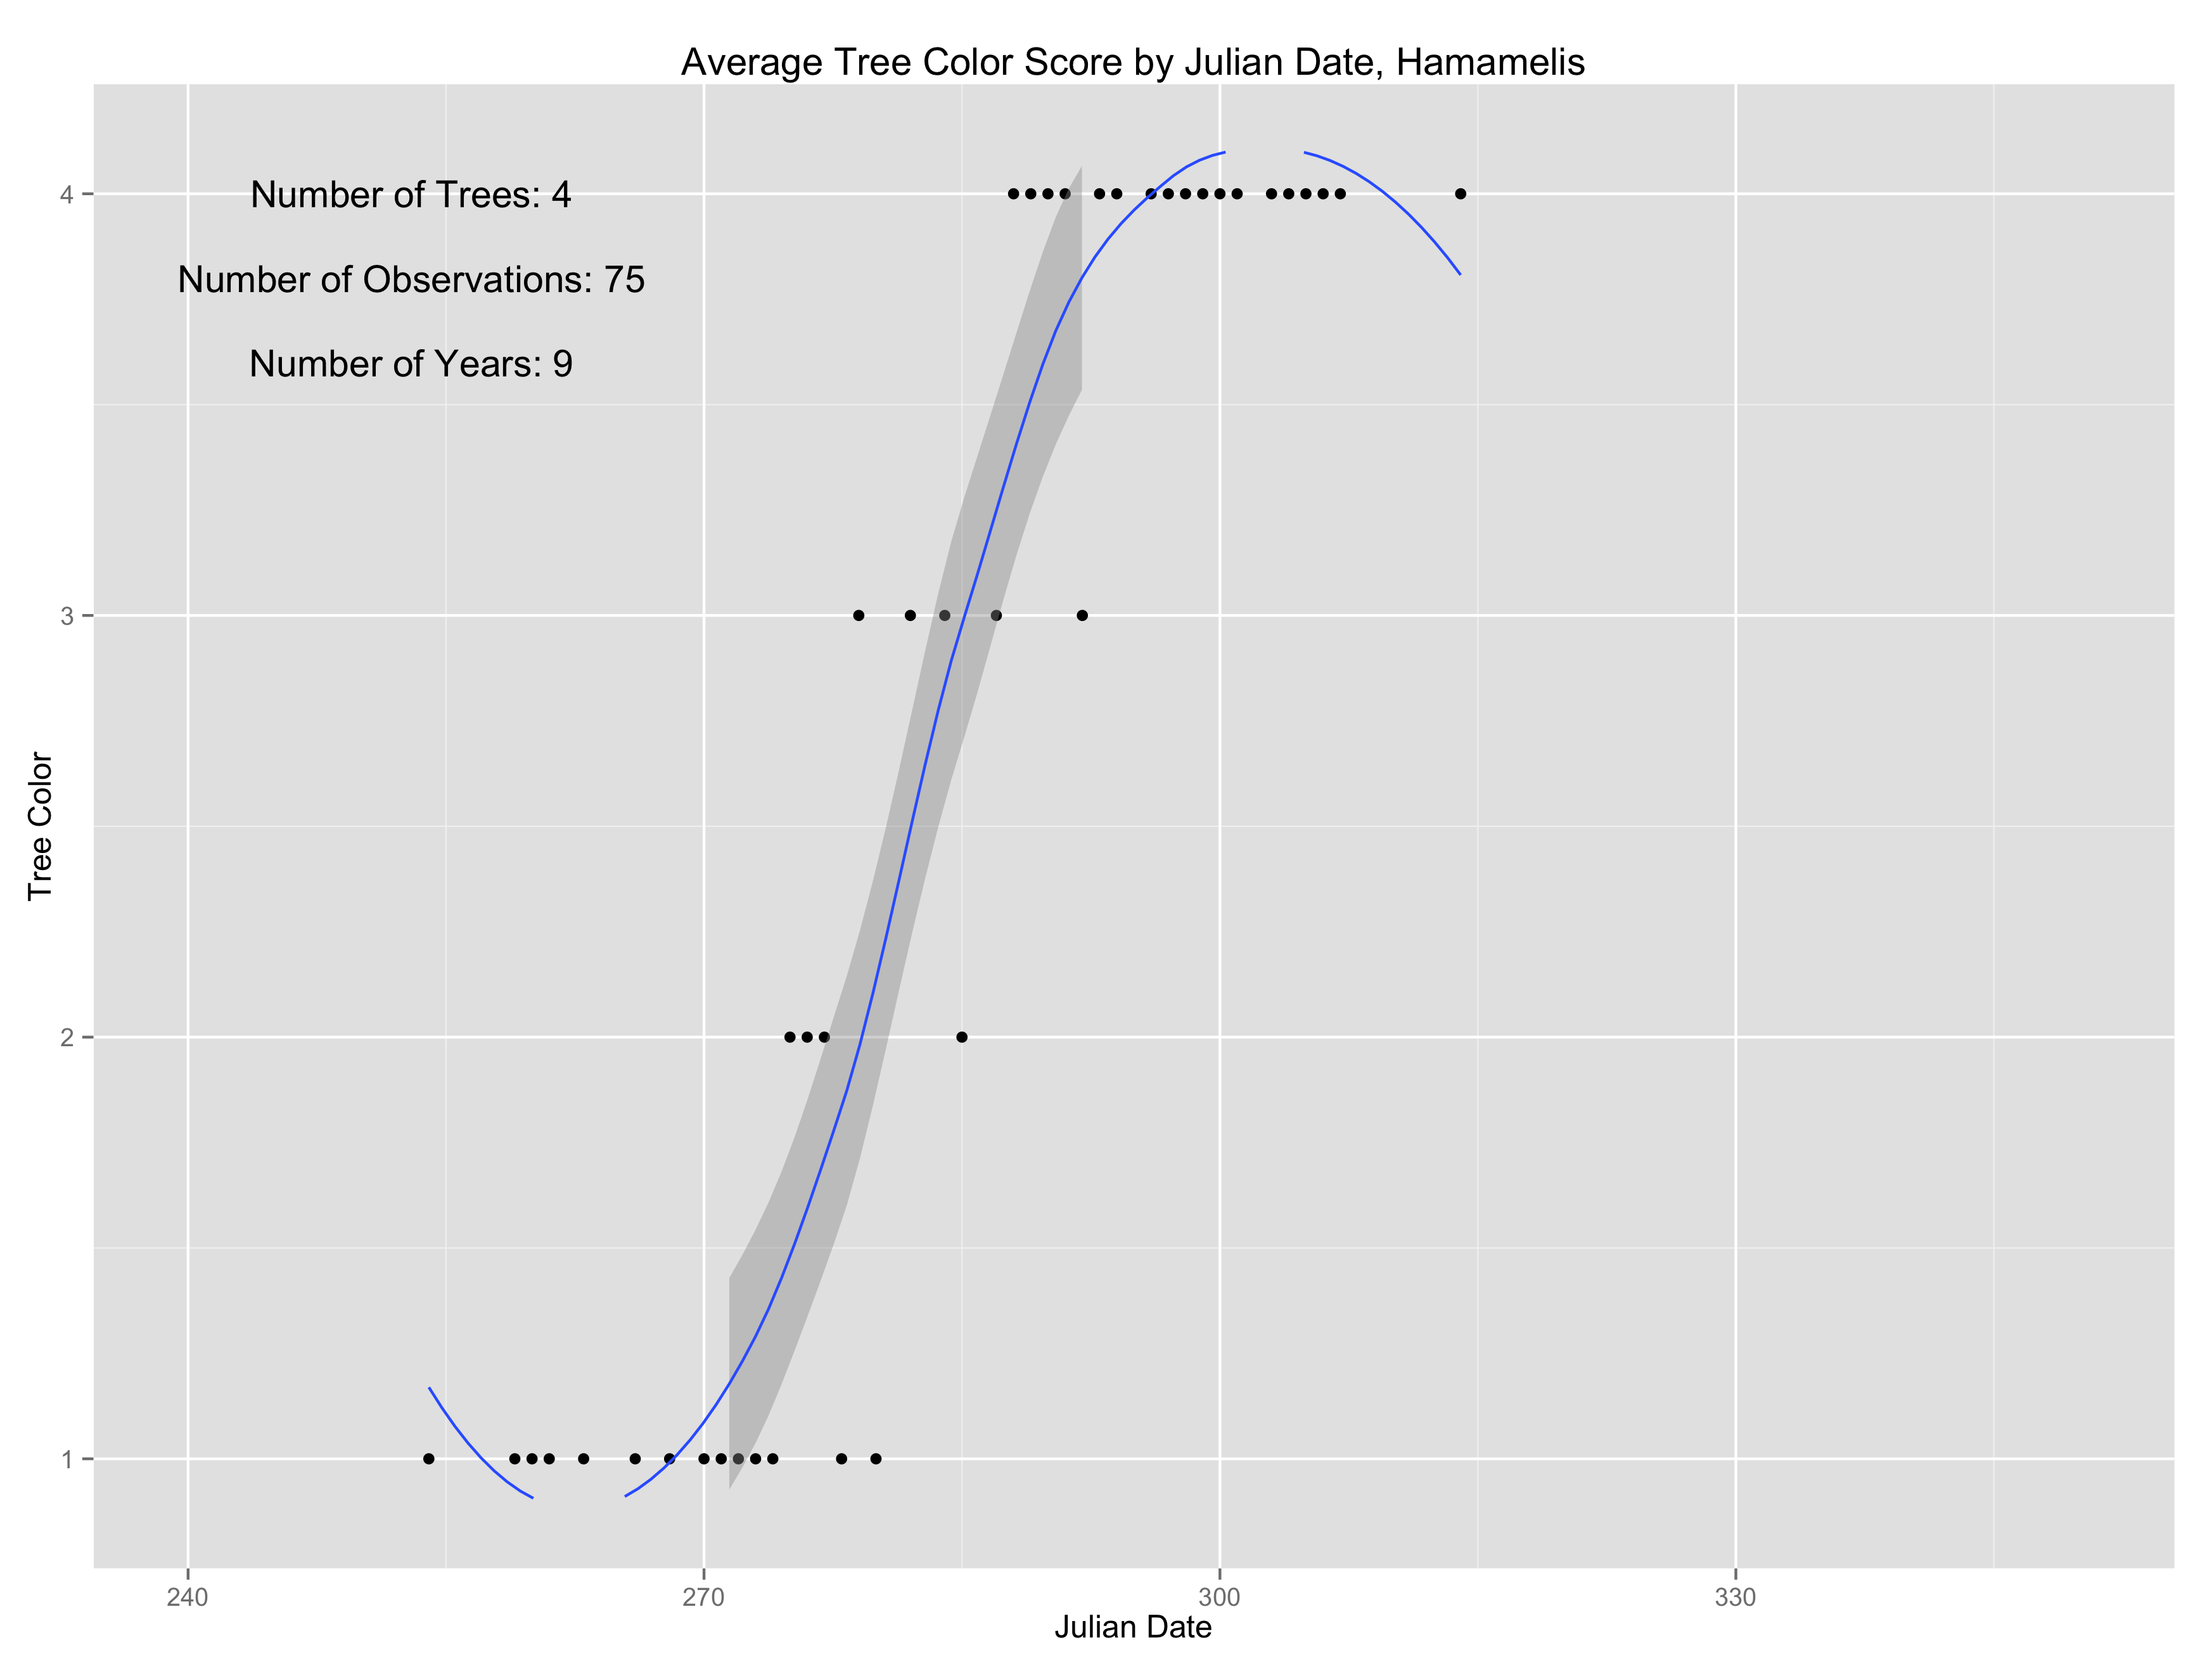 Average Tree Color Score by Julian Date, Hamamelis
Number of Trees: 4
Number of Observations: 75
Number of Years: 9
Tree Color
4
3
2
1
240 270 300 330
Julian Date